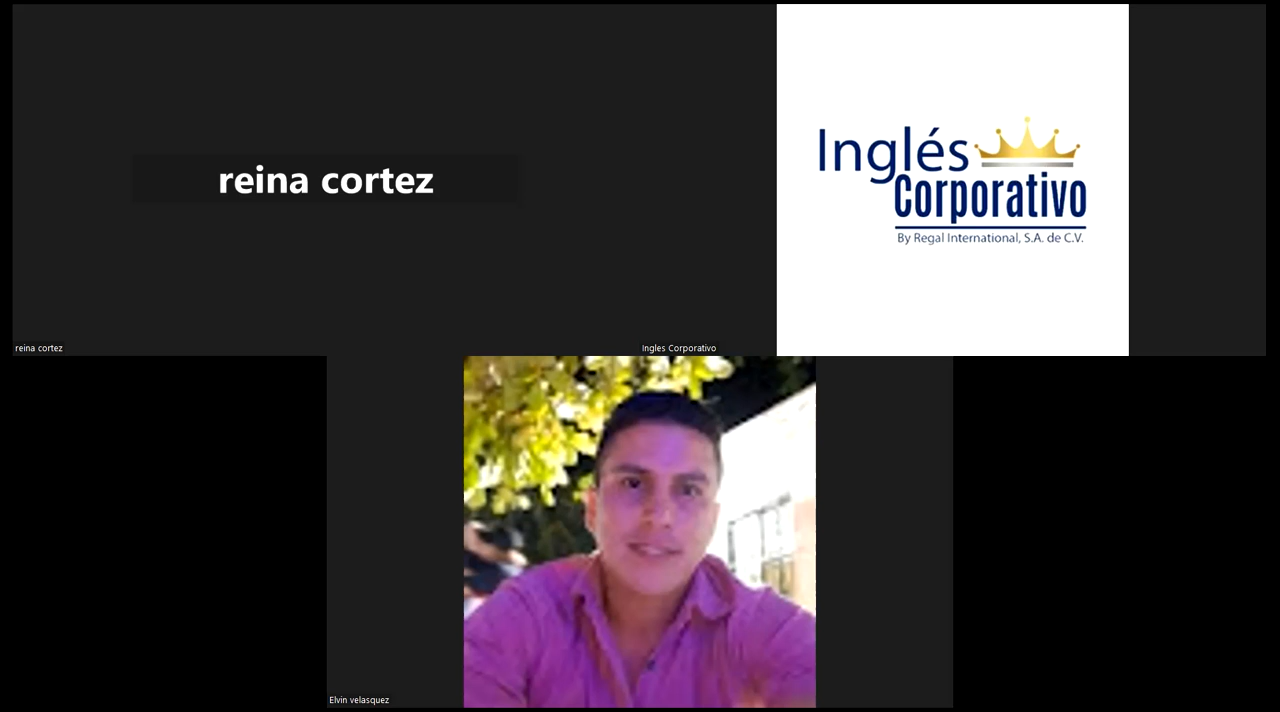 reina cortez
reina cortez
Inglés
Corporativo
By Regal International, S.A. de C.V.
Ingles Corporativo
Elvin velasquez